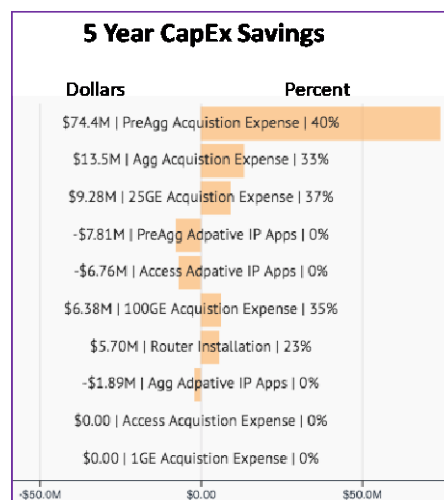 5 Year CapEx Savings
Dollars Percent
$74.4M | PreAgg Acquistion Expense | 40%
$13.5M | Agg Acquistion Expense | 33%
$9.28M | 25GE Acquistion Expense | 37%
-$7.81M | PreAgg Adpative IP Apps | 0%
-$6.76M | Access Adpative IP Apps | 0%
$6.38M | 100GE Acquistion Expense | 35%
$5.70M | Router Installation | 23%
-$1.89M | Agg Adpative IP Apps | 0%
$0.00 | Access Acquistion Expense | 0%
$0.00 | 1GE Acquistion Expense | 0%
-$50.0M $0.00 $50.0M